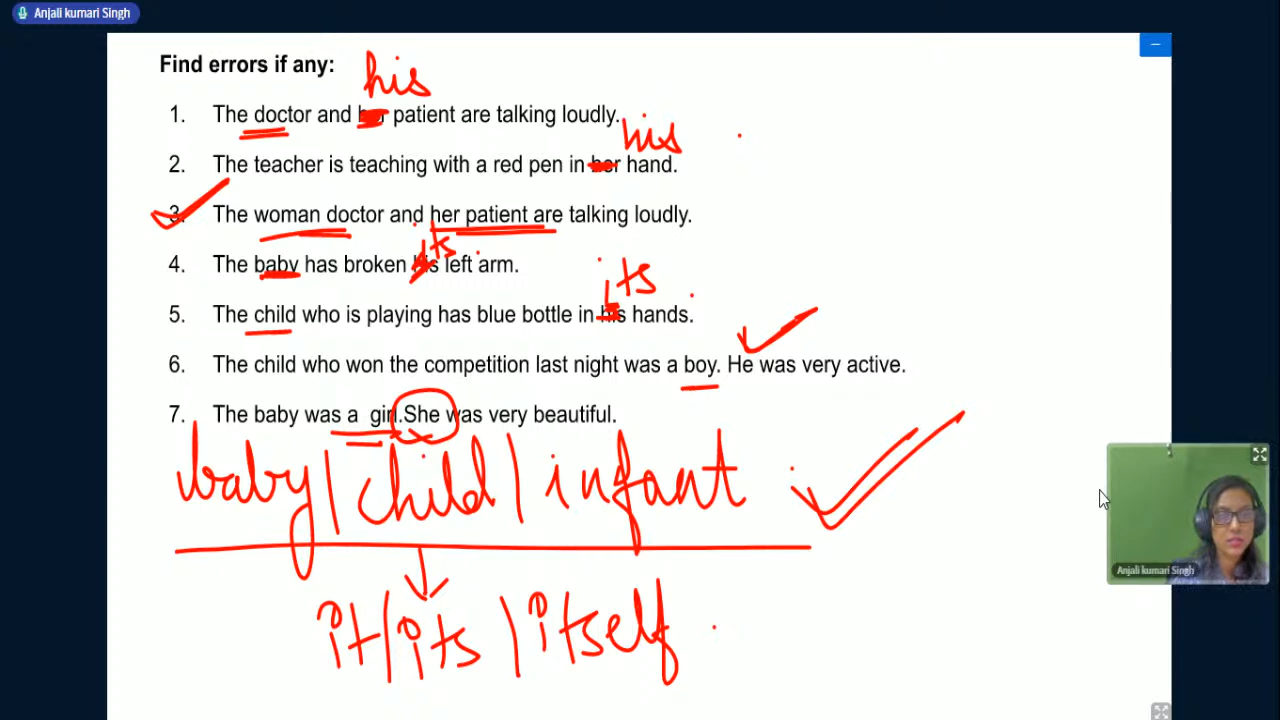 Anjali kumari Singh
Find errors if any:
his
1. The doctor and her patient are talking loudly.
his
2. The teacher is teaching with a red pen in her hand.
3. The woman doctor and her patient are talking loudly.
its
4. The baby has broken his left arm.
its
5. The child who is playing has blue bottle in his hands.
6. The child who won the competition last night was a boy. He was very active.
7. The baby was a girl.She was very beautiful.
baby/child/infant
it/its/itself
Anjali kumari Singh